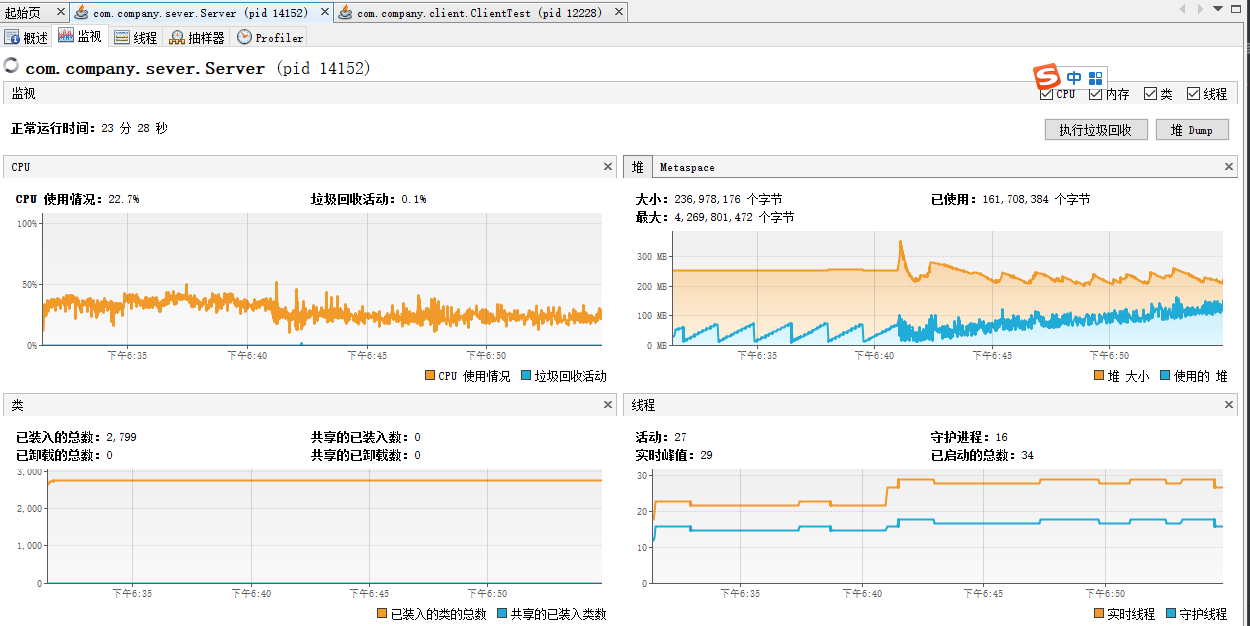 起始页 com.company.sever.Server (pid 14152) com.company.client.ClientTest (pid 12228)
概述 监视 线程 抽样器 Profiler
com.company.sever.Server (pid 14152)
S 中
监视 CPU 内存 类 线程
正常运行时间: 23 分 28 秒 执行垃圾回收 堆 Dump
CPU
CPU 使用情况: 22.7% 垃圾回收活动: 0.1%
100%
50%
0%
下午6:35 下午6:40 下午6:45 下午6:50
CPU 使用情况 垃圾回收活动
堆 Metaspace
大小: 236,978,176 个字节 已使用: 161,708,384 个字节
最大: 4,269,801,472 个字节
300 MB
200 MB
100 MB
0 MB
下午6:35 下午6:40 下午6:45 下午6:50
堆 大小 使用的 堆
类
已装入的总数: 2,799 共享的已装入数: 0
已卸载的总数: 0 共享的已卸载数: 0
3,000
2,000
1,000
0
下午6:35 下午6:40 下午6:45 下午6:50
已装入的类的总数 共享的已装入类数
线程
活动: 27 守护进程: 16
实时峰值: 29 已启动的总数: 34
30
20
10
0
下午6:35 下午6:40 下午6:45 下午6:50
实时线程 守护线程